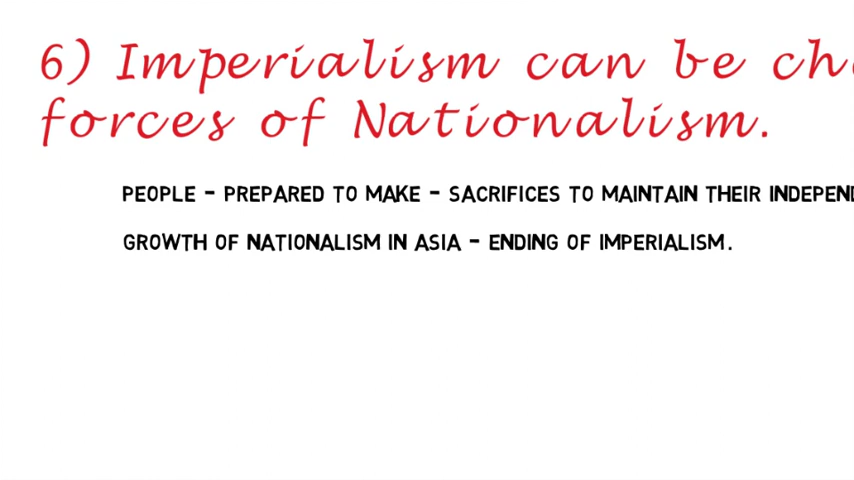 6) Imperialism can be
forces of Nationalism.
PEOPLE - PREPARED TO MAKE - SACRIFICES TO MAINTAIN THEIR
GROWTH OF NATIONALISM IN ASIA - ENDING OF IMPERIALISM.